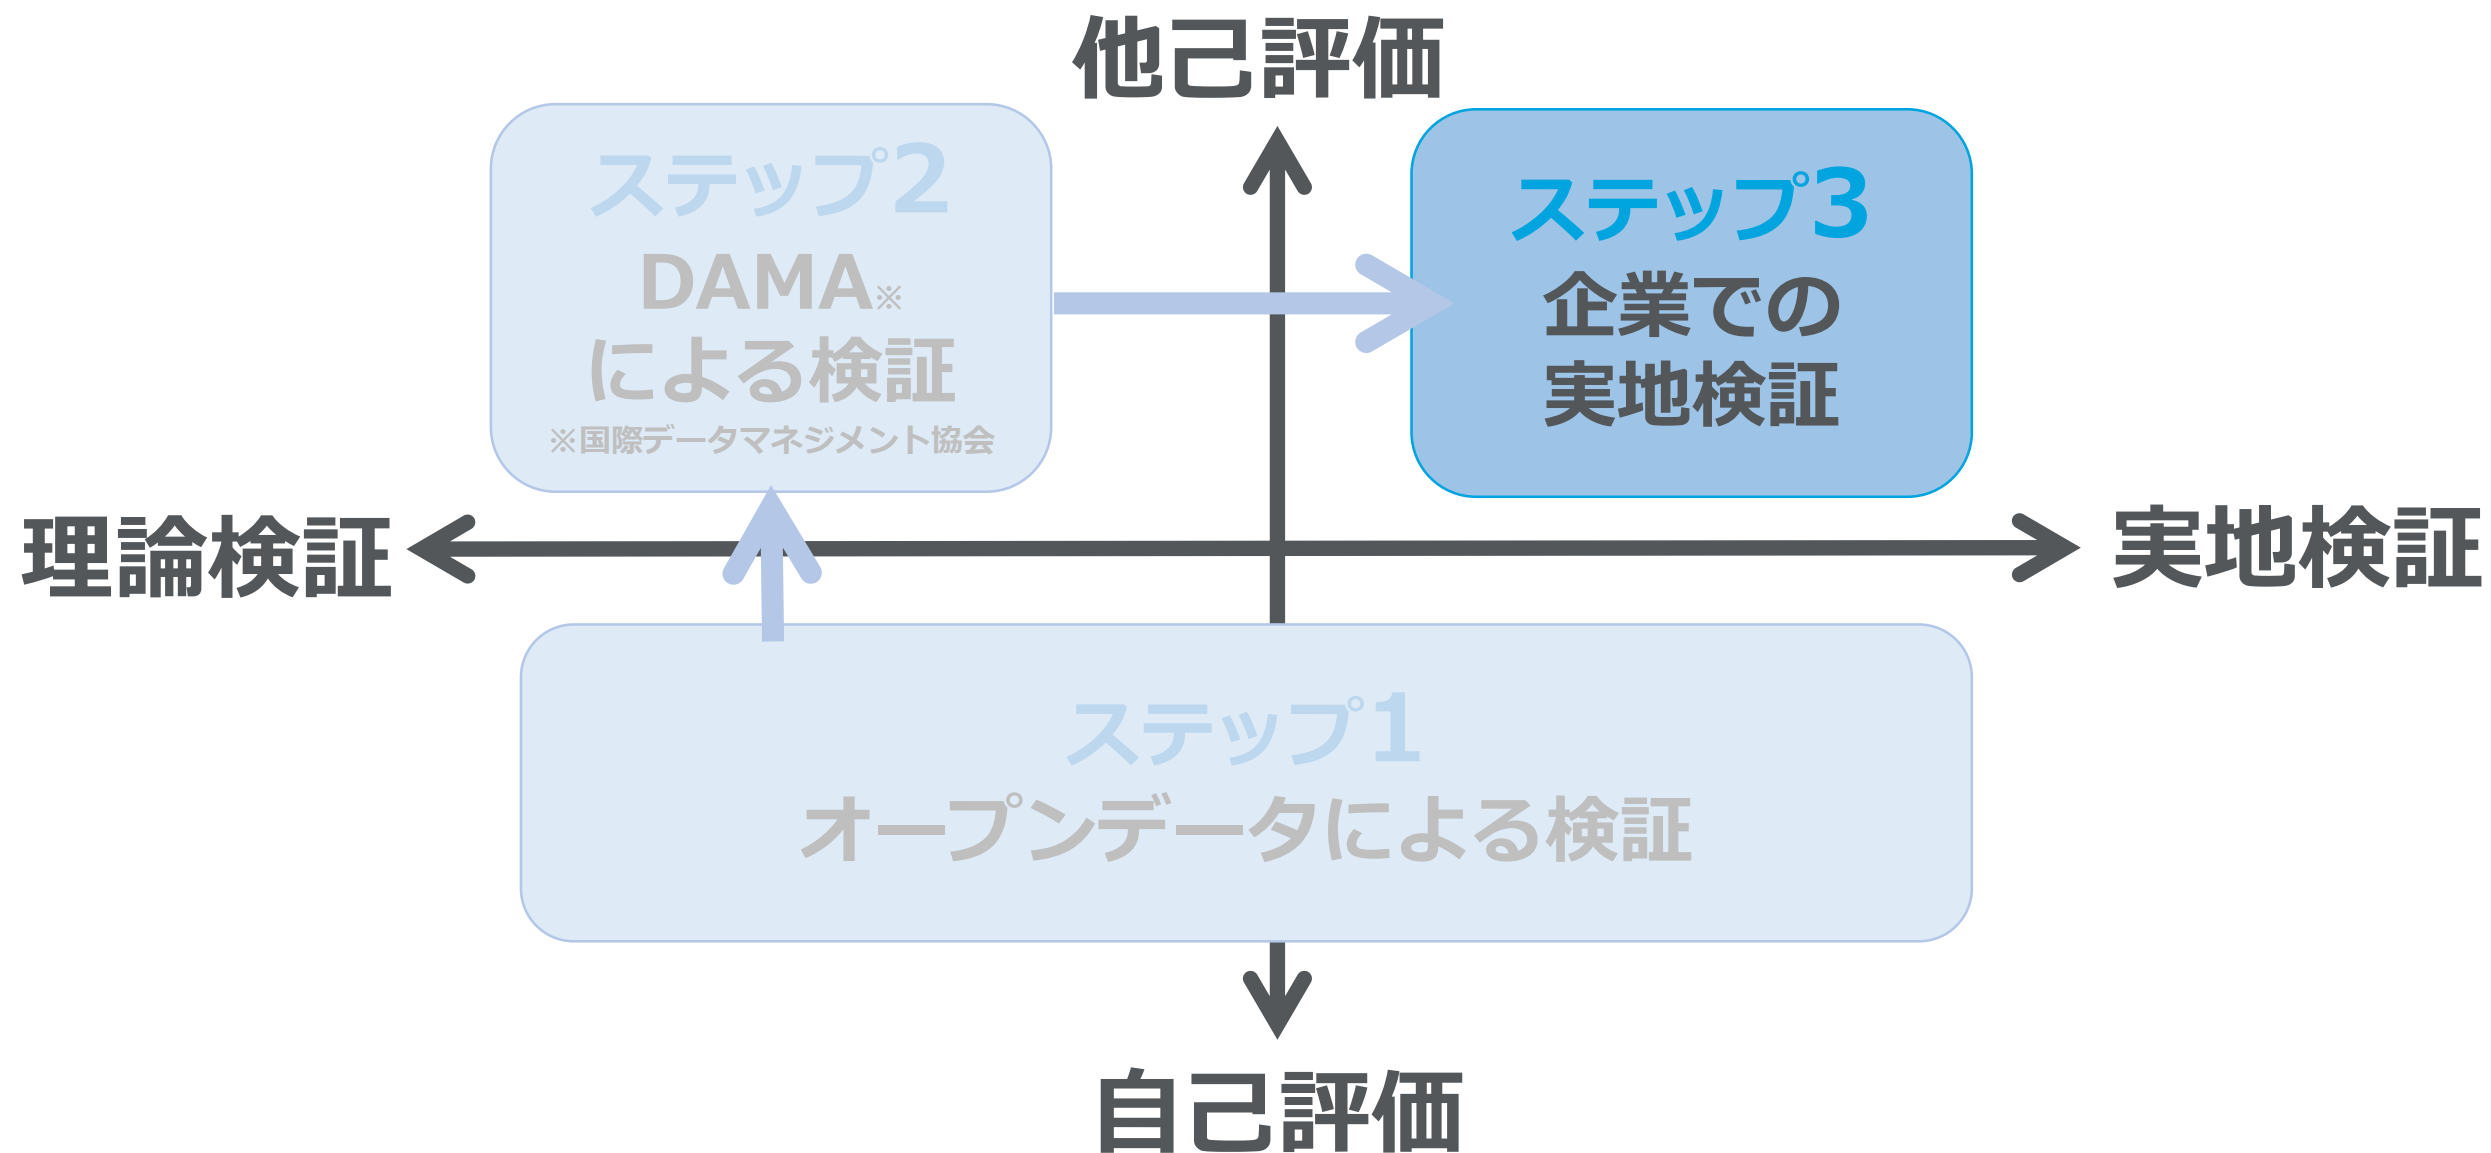 他己評価
ステップ2
DAMA※
による検証
※国際データマネジメント協会
ステップ3
企業での
実地検証
理論検証
実地検証
ステップ1
オープンデータによる検証
自己評価